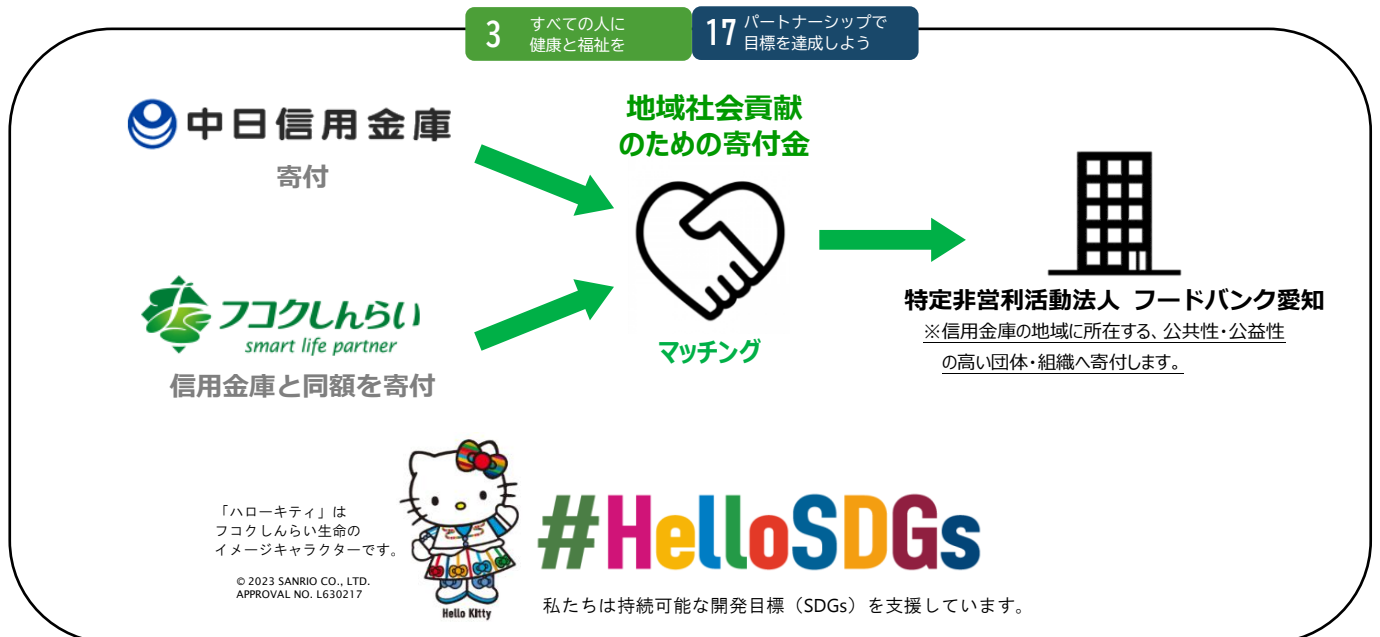 3
すべての人に
健康と福祉を
17
パートナーシップで
目標を達成しよう
中日信用金庫
寄付
地域社会貢献
のための寄付金
フコクしんらい
smart life partner
信用金庫と同額を寄付
マッチング
特定非営利活動法人 フードバンク愛知
※信用金庫の地域に所在する、公共性・公益性
の高い団体・組織へ寄付します。
「ハローキティ」は
フコクしんらい生命の
イメージキャラクターです。
© 2023 SANRIO CO., LTD.
APPROVAL NO. L630217
Hello Kitty
#HelloSDGs
私たちは持続可能な開発目標（SDGs）を支援しています。